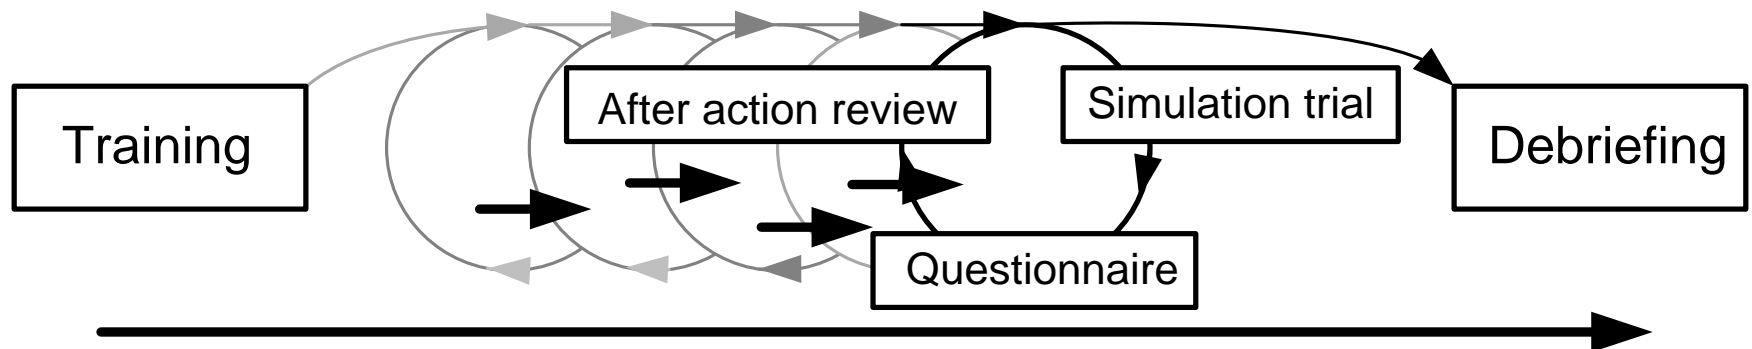 Training
After action review
Simulation trial
Questionnaire
Debriefing